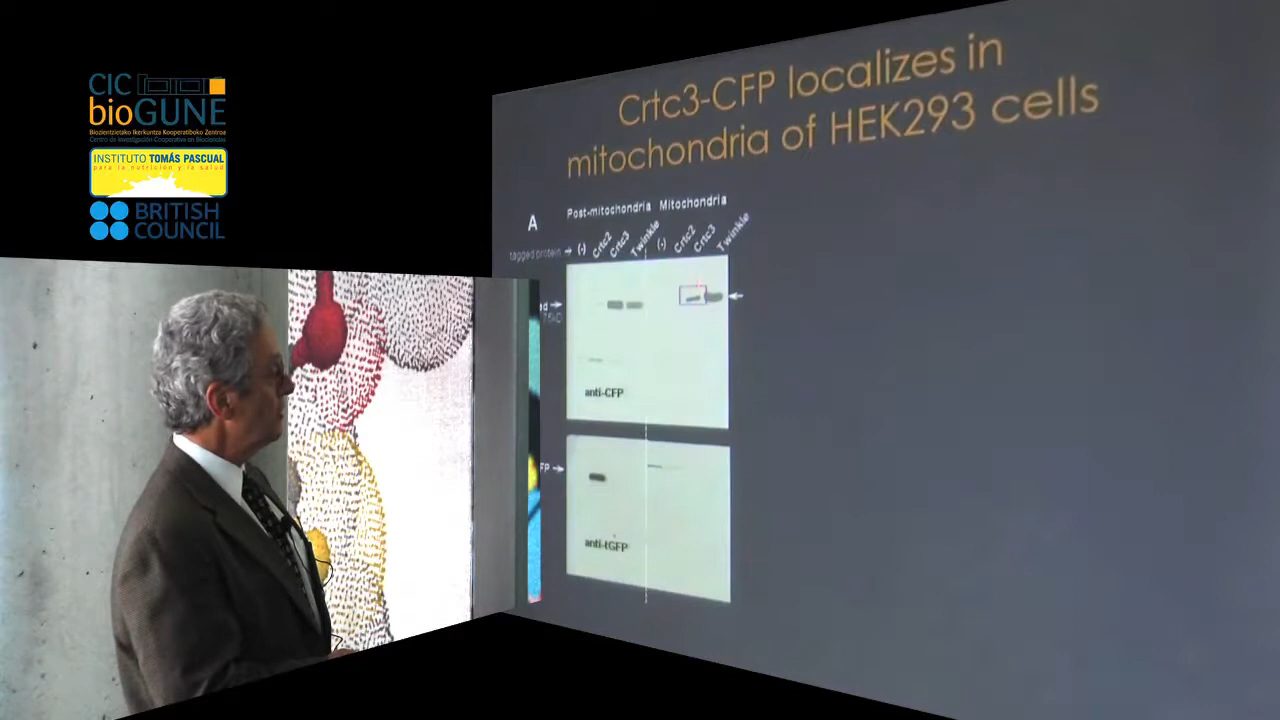 CIC
bioGUNE
Biozientzietako Ikerkuntza Kooperatiboko Zentroa
Centro de Investigación Cooperativa en Biociencias
INSTITUTO TOMÁS PASCUAL
para la nutrición y la salud
BRITISH
COUNCIL
Crtc3-CFP localizes in
mitochondria of HEK293 cells
A
Post-mitochondria Mitochondria
tagged protein → (-) Crtc2 Crtc3 Twinkle (-) Crtc2 Crtc3 Twinkle
anti-CFP
FP →
anti-tGFP